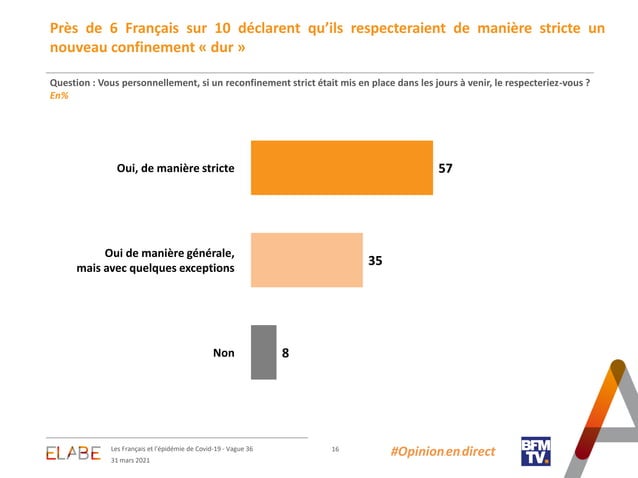 Près de 6 Français sur 10 déclarent qu’ils respecteraient de manière stricte un
nouveau confinement « dur »
Question : Vous personnellement, si un reconfinement strict était mis en place dans les jours à venir, le respecteriez-vous ?
En%
Oui, de manière stricte
57
Oui de manière générale,
mais avec quelques exceptions
35
Non
8
ELABE
Les Français et l'épidémie de Covid-19 - Vague 36
31 mars 2021
16
#Opinion en direct
BFM
TV.